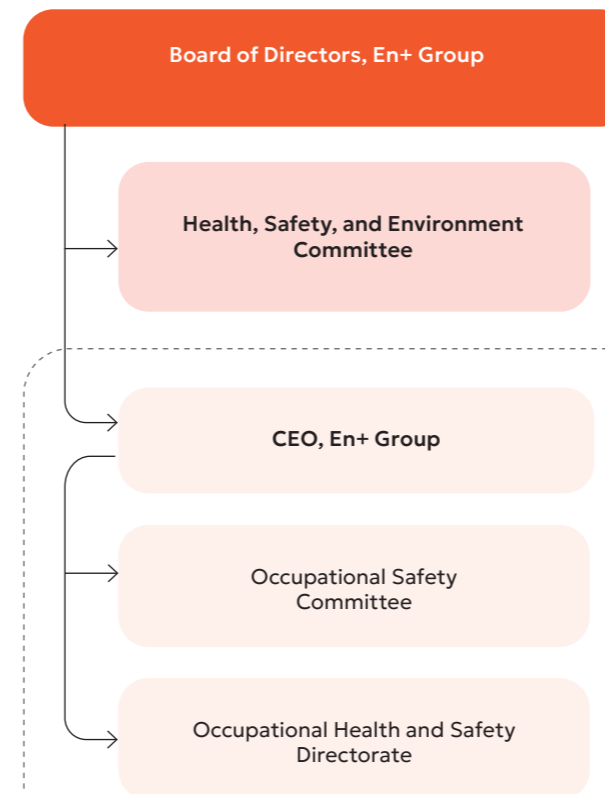 Board of Directors, En+ Group
Health, Safety, and Environment
Committee
CEO, En+ Group
Occupational Safety
Committee
Occupational Health and Safety
Directorate